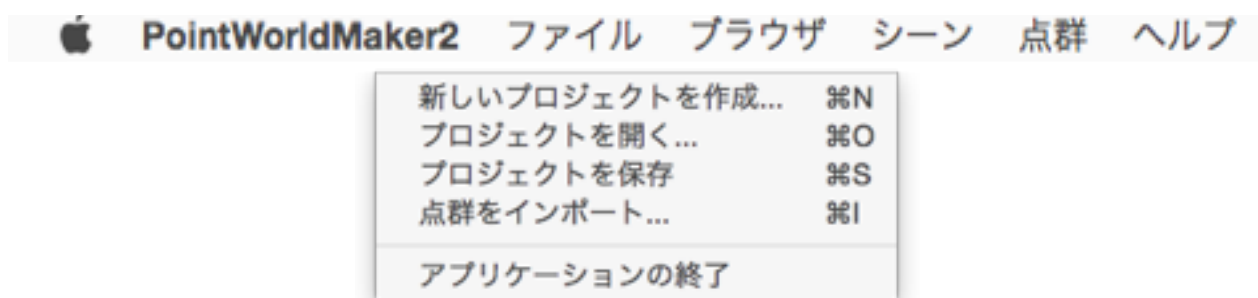 PointWorldMaker2 ファイル ブラウザ シーン 点群 ヘルプ
新しいプロジェクトを作成... ⌘N
プロジェクトを開く... ⌘O
プロジェクトを保存 ⌘S
点群をインポート... ⌘I
アプリケーションの終了